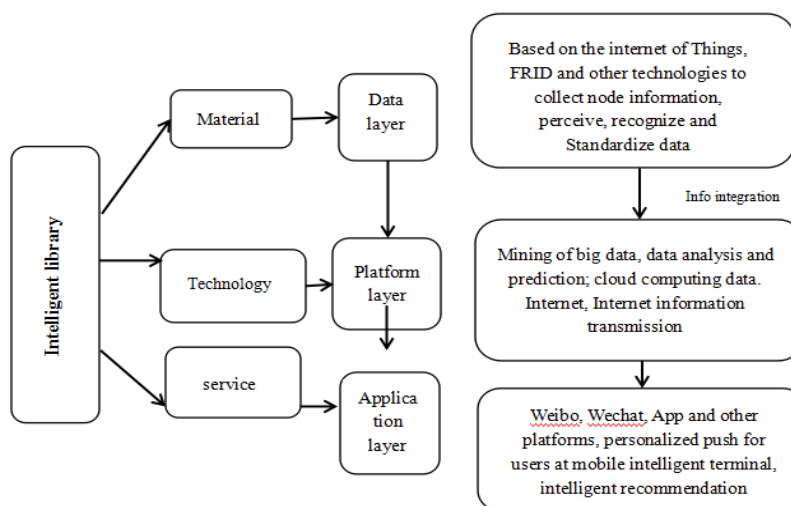 Intelligent library
Material
Data
layer
Technology
Platform
layer
service
Applica
tion
layer
Based on the internet of Things,
FRID and other technologies to
collect node information,
perceive, recognize and
Standardize data
Info integration
Mining of big data, data analysis and
prediction; cloud computing data.
Internet, Internet information
transmission
Weibo, Wechat, App and other
platforms, personalized push for
users at mobile intelligent terminal,
intelligent recommendation